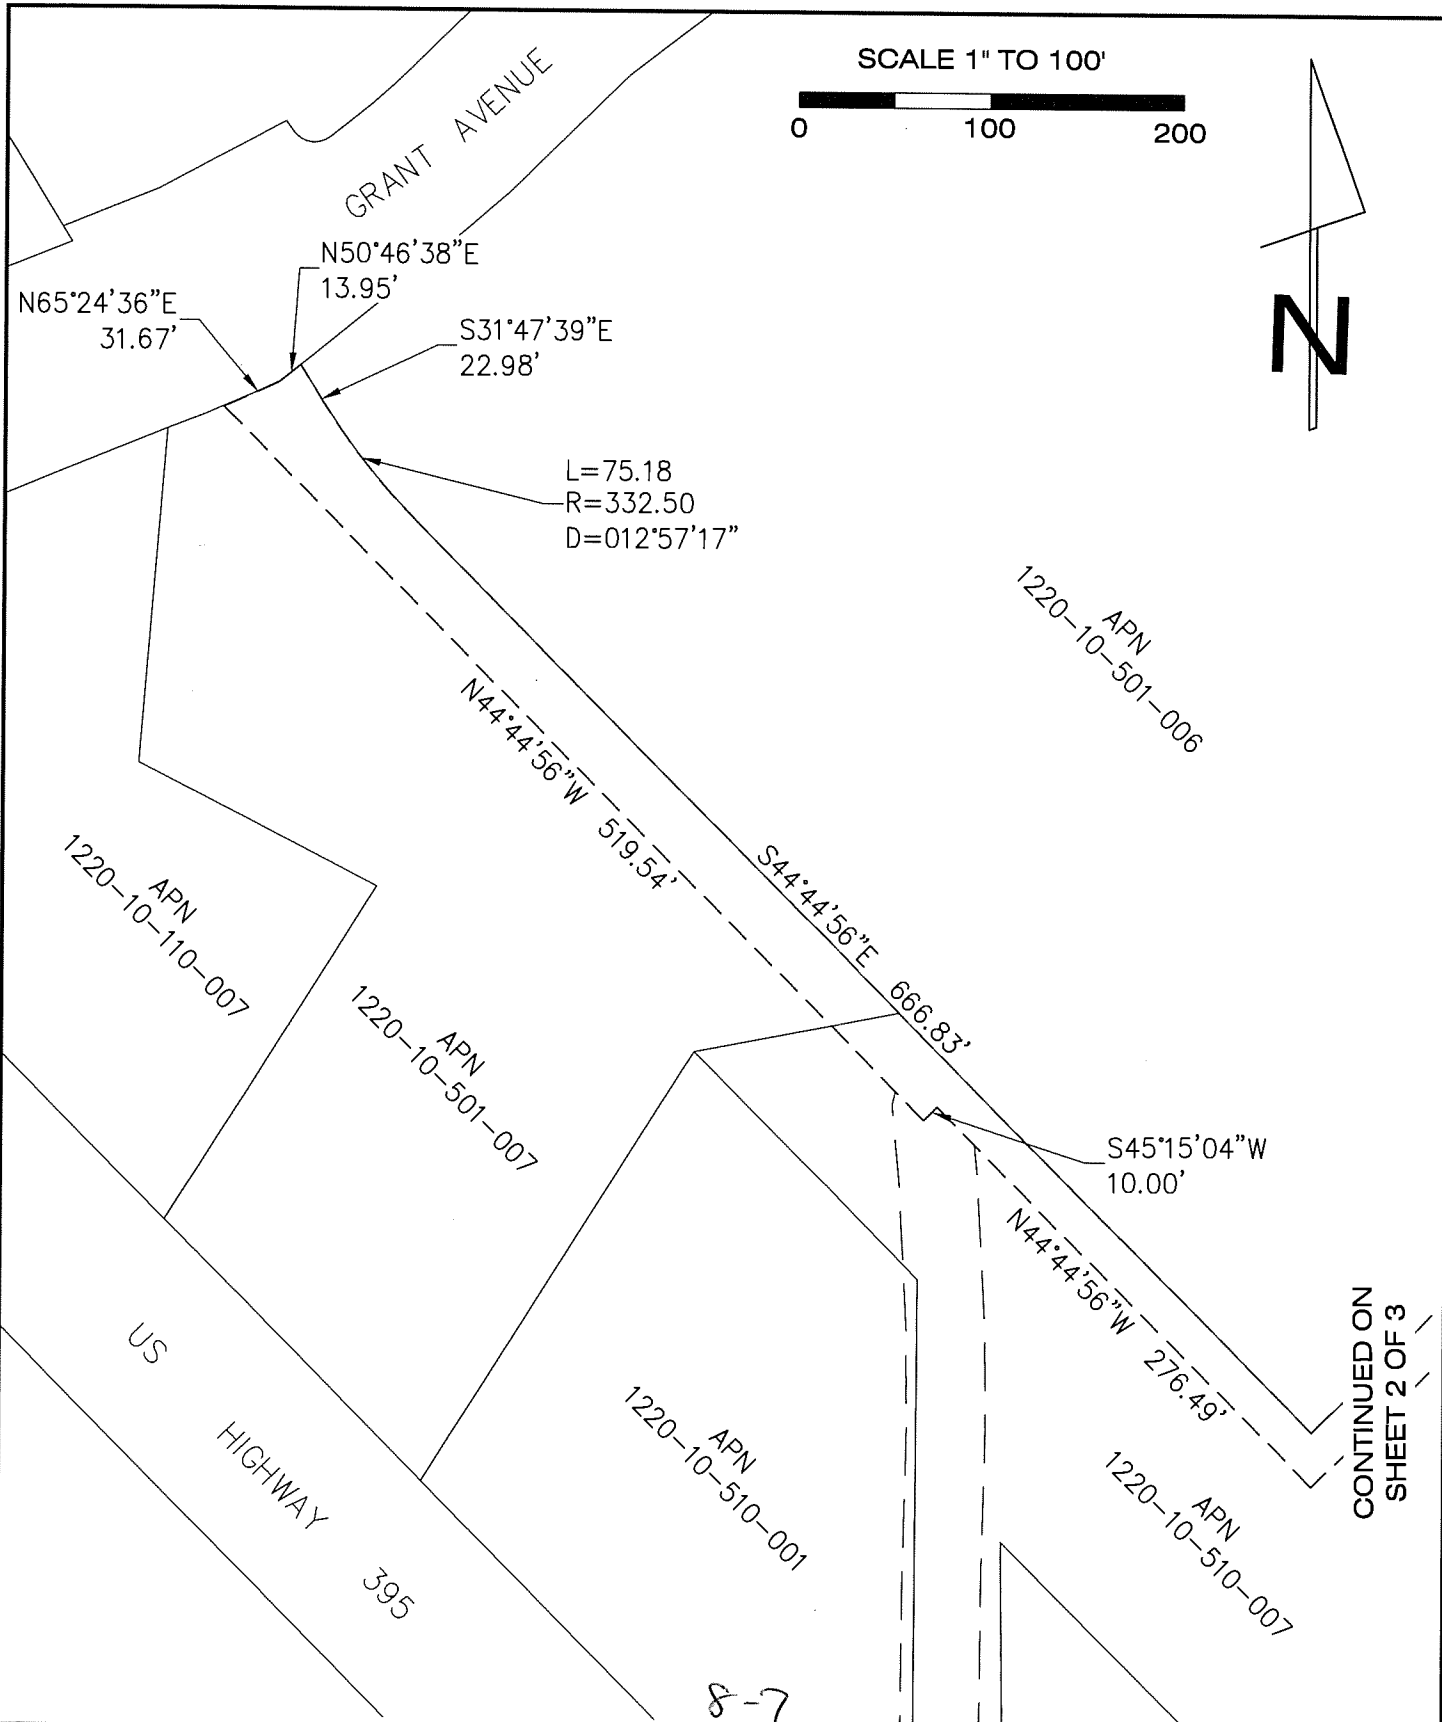 SCALE 1" TO 100'
0 100 200
GRANT AVENUE
N
N50°46'38"E
13.95'
N65°24'36"E
31.67'
S31°47'39"E
22.98'
L=75.18
R=332.50
D=012°57'17"
APN
1220-10-501-006
N44°44'56"W 519.54'
S44°44'56"E 666.83'
APN
1220-10-110-007
APN
1220-10-501-007
S45°15'04"W
10.00'
N44°44'56"W 276.49'
CONTINUED ON
SHEET 2 OF 3
US HIGHWAY 395
APN
1220-10-510-001
APN
1220-10-510-007
8-7